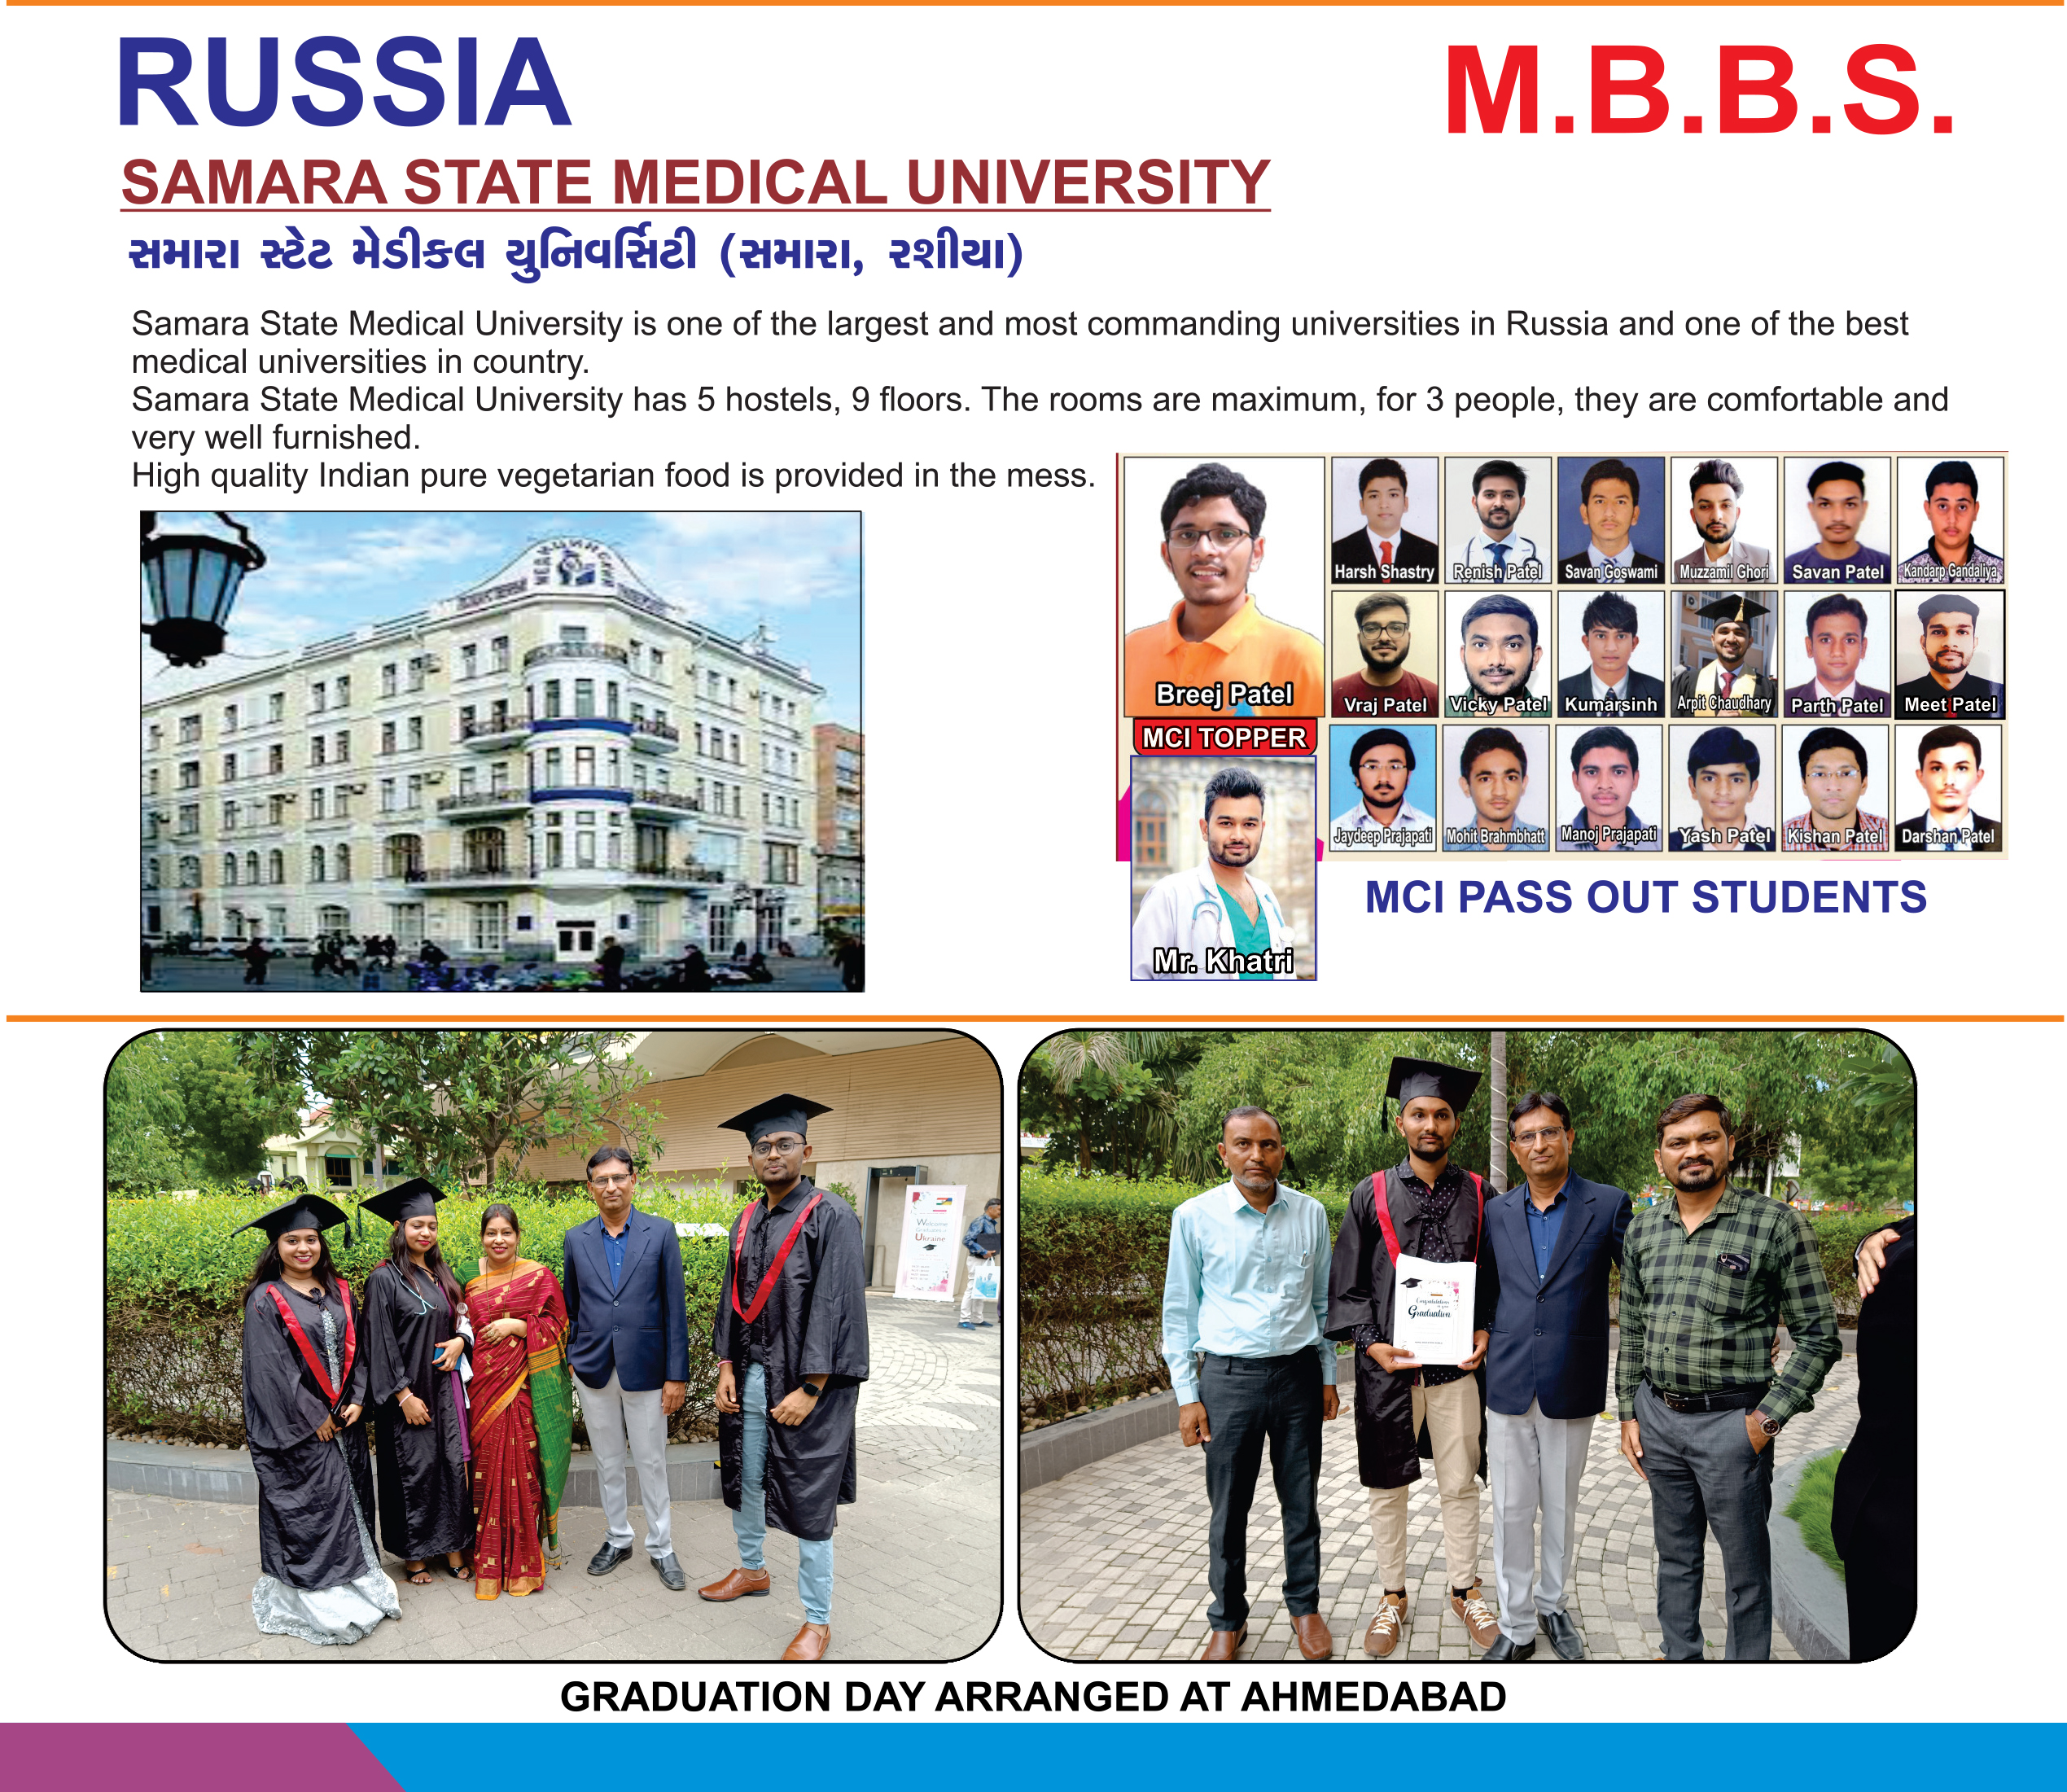 RUSSIA
M.B.B.S.
SAMARA STATE MEDICAL UNIVERSITY
સમારા સ્ટેટ મેડીકલ યુનિવર્સિટી (સમારા, રશીયા)
Samara State Medical University is one of the largest and most commanding universities in Russia and one of the best
medical universities in country.
Samara State Medical University has 5 hostels, 9 floors. The rooms are maximum, for 3 people, they are comfortable and
very well furnished.
High quality Indian pure vegetarian food is provided in the mess.
МЕДИЦИНСКИЙ
Breej Patel
MCI TOPPER
Mr. Khatri
Harsh Shastry
Renish Patel
Savan Goswami
Muzzamil Ghori
Savan Patel
Kandarp Gandaliya
Vraj Patel
Vicky Patel
Kumarsinh
Arpit Chaudhary
Parth Patel
Meet Patel
Jaydeep Prajapati
Mohit Brahmbhatt
Manoj Prajapati
Yash Patel
Kishan Patel
Darshan Patel
MCI PASS OUT STUDENTS
Welcome
Graduates of
Ukraine
Congratulations
Graduation
GRADUATION DAY ARRANGED AT AHMEDABAD